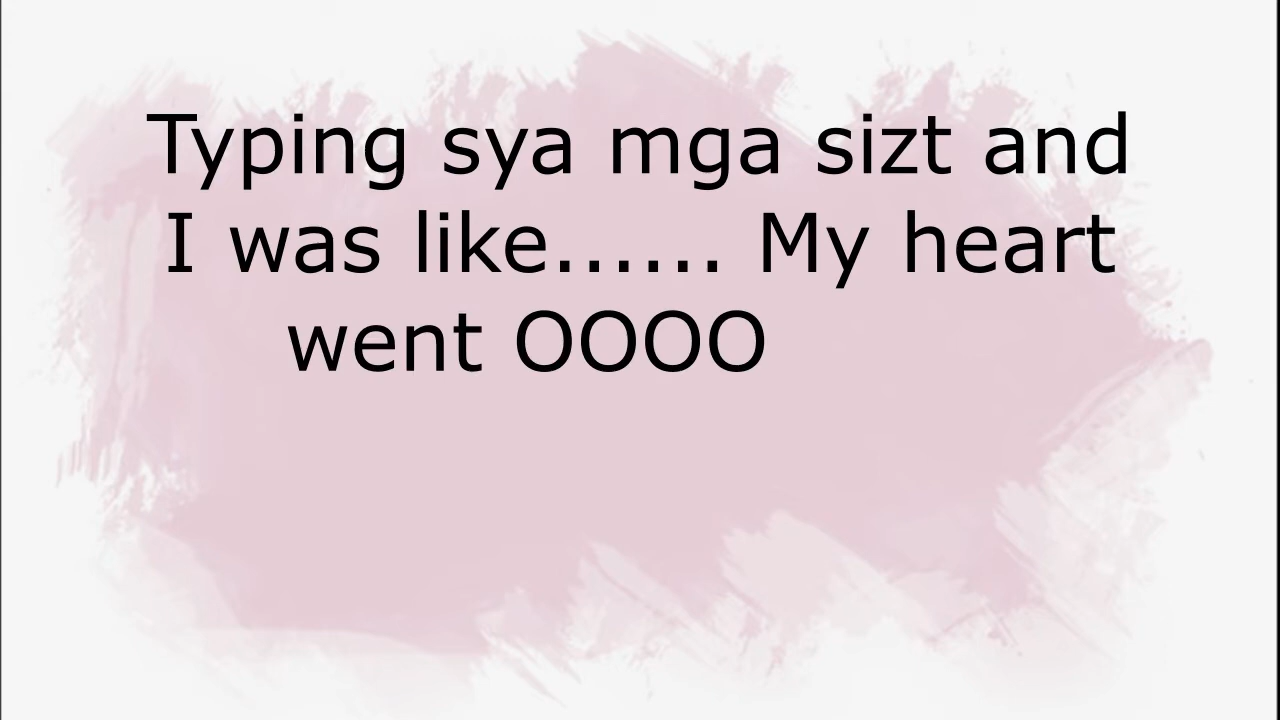 Typing sya mga sizt and
I was like...... My heart
went OOOO